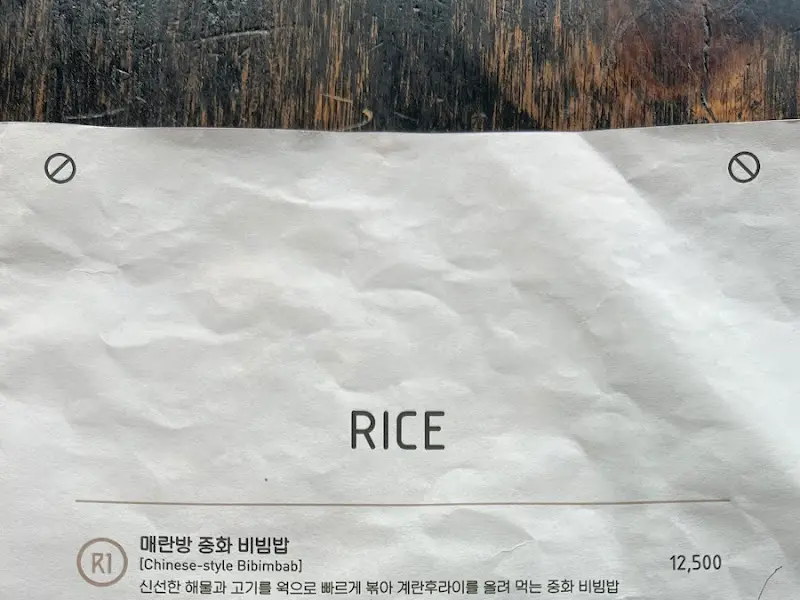 RICE
R1
매란방 중화 비빔밥
[Chinese-style Bibimbab]
12,500
신선한 해물과 고기를 웍으로 빠르게 볶아 계란후라이를 올려 먹는 중화 비빔밥